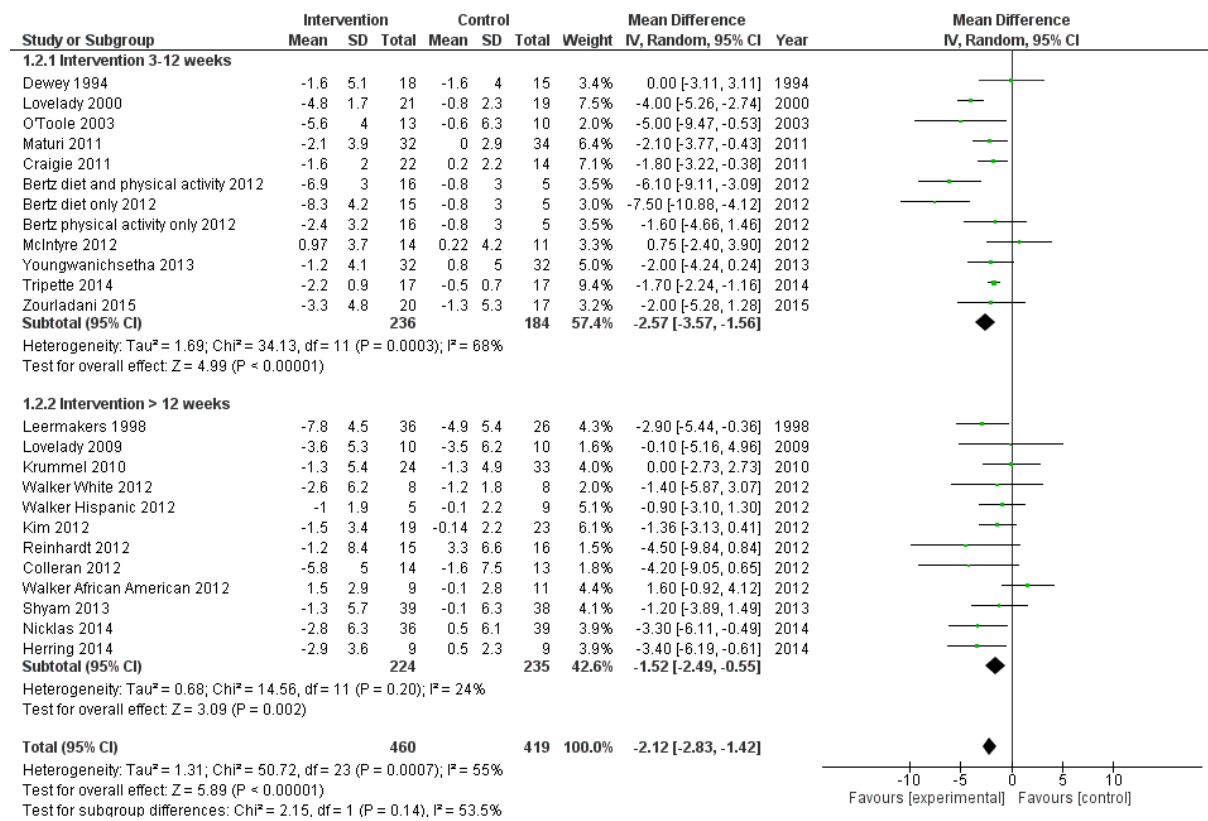 Intervention Control Mean Difference Mean Difference
Study or Subgroup Mean SD Total Mean SD Total Weight IV, Random, 95% CI Year IV, Random, 95% CI
1.2.1 Intervention 3-12 weeks
Dewey 1994 -1.6 5.1 18 -1.6 4 15 3.4% 0.00 [-3.11, 3.11] 1994
Lovelady 2000 -4.8 1.7 21 -0.8 2.3 19 7.5% -4.00 [-5.26, -2.74] 2000
O'Toole 2003 -5.6 4 13 -0.6 6.3 10 2.0% -5.00 [-9.47, -0.53] 2003
Maturi 2011 -2.1 3.9 32 0 2.9 34 6.4% -2.10 [-3.77, -0.43] 2011
Craigie 2011 -1.6 2 22 0.2 2.2 14 7.1% -1.80 [-3.22, -0.38] 2011
Bertz diet and physical activity 2012 -6.9 3 16 -0.8 3 5 3.5% -6.10 [-9.11, -3.09] 2012
Bertz diet only 2012 -8.3 4.2 15 -0.8 3 5 3.0% -7.50 [-10.88, -4.12] 2012
Bertz physical activity only 2012 -2.4 3.2 16 -0.8 3 5 3.5% -1.60 [-4.66, 1.46] 2012
McIntyre 2012 0.97 3.7 14 0.22 4.2 11 3.3% 0.75 [-2.40, 3.90] 2012
Youngwanichsetha 2013 -1.2 4.1 32 0.8 5 32 5.0% -2.00 [-4.24, 0.24] 2013
Tripette 2014 -2.2 0.9 17 -0.5 0.7 17 9.4% -1.70 [-2.24, -1.16] 2014
Zourladani 2015 -3.3 4.8 20 -1.3 5.3 17 3.2% -2.00 [-5.28, 1.28] 2015
Subtotal (95% CI) 236 184 57.4% -2.57 [-3.57, -1.56]
Heterogeneity: Tau² = 1.69; Chi² = 34.13, df = 11 (P = 0.0003); I² = 68%
Test for overall effect: Z = 4.99 (P < 0.00001)
1.2.2 Intervention > 12 weeks
Leermakers 1998 -7.8 4.5 36 -4.9 5.4 26 4.3% -2.90 [-5.44, -0.36] 1998
Lovelady 2009 -3.6 5.3 10 -3.5 6.2 10 1.6% -0.10 [-5.16, 4.96] 2009
Krummel 2010 -1.3 5.4 24 -1.3 4.9 33 4.0% 0.00 [-2.73, 2.73] 2010
Walker White 2012 -2.6 6.2 8 -1.2 1.8 8 2.0% -1.40 [-5.87, 3.07] 2012
Walker Hispanic 2012 -1 1.9 5 -0.1 2.2 9 5.1% -0.90 [-3.10, 1.30] 2012
Kim 2012 -1.5 3.4 19 -0.14 2.2 23 6.1% -1.36 [-3.13, 0.41] 2012
Reinhardt 2012 -1.2 8.4 15 3.3 6.6 16 1.5% -4.50 [-9.84, 0.84] 2012
Colleran 2012 -5.8 5 14 -1.6 7.5 13 1.8% -4.20 [-9.05, 0.65] 2012
Walker African American 2012 1.5 2.9 9 -0.1 2.8 11 4.4% 1.60 [-0.92, 4.12] 2012
Shyam 2013 -1.3 5.7 39 -0.1 6.3 38 4.1% -1.20 [-3.89, 1.49] 2013
Nicklas 2014 -2.8 6.3 36 0.5 6.1 39 3.9% -3.30 [-6.11, -0.49] 2014
Herring 2014 -2.9 3.6 9 0.5 2.3 9 3.9% -3.40 [-6.19, -0.61] 2014
Subtotal (95% CI) 224 235 42.6% -1.52 [-2.49, -0.55]
Heterogeneity: Tau² = 0.68; Chi² = 14.56, df = 11 (P = 0.20); I² = 24%
Test for overall effect: Z = 3.09 (P = 0.002)
Total (95% CI) 460 419 100.0% -2.12 [-2.83, -1.42]
Heterogeneity: Tau² = 1.31; Chi² = 50.72, df = 23 (P = 0.0007); I² = 55%
Test for overall effect: Z = 5.89 (P < 0.00001)
Test for subgroup differences: Chi² = 2.15, df = 1 (P = 0.14), I² = 53.5%
-10 -5 0 5 10
Favours [experimental] Favours [control]